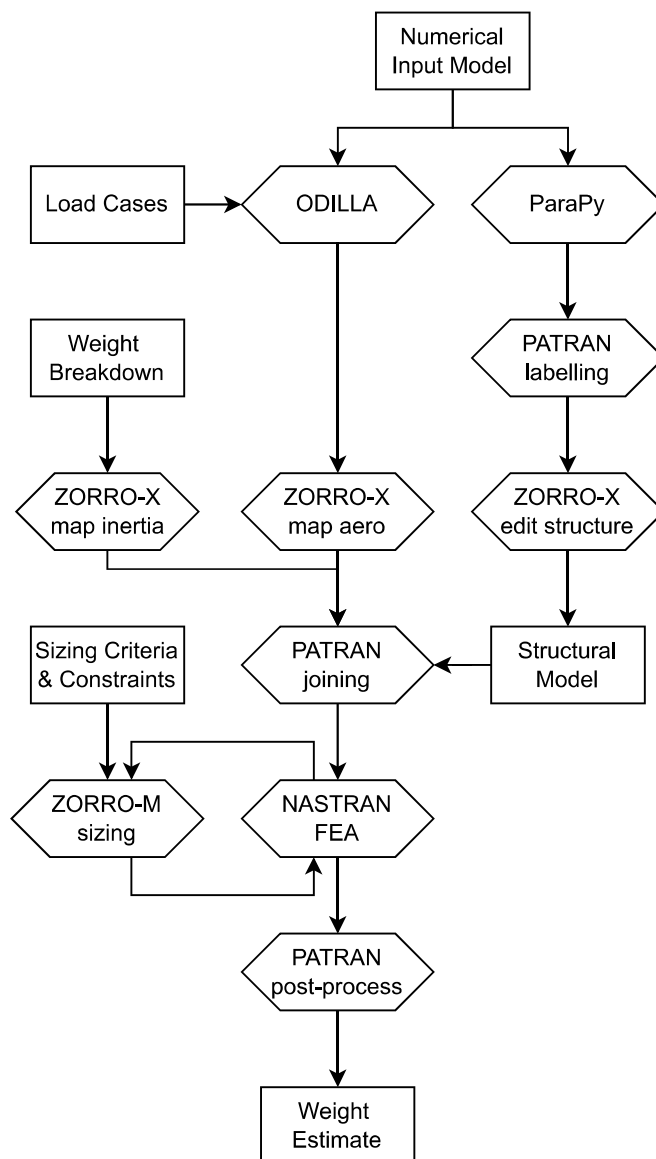 Numerical
Input Model
Load Cases
ODILLA
ParaPy
Weight
Breakdown
PATRAN
labelling
ZORRO-X
map inertia
ZORRO-X
map aero
ZORRO-X
edit structure
Sizing Criteria
& Constraints
PATRAN
joining
Structural
Model
ZORRO-M
sizing
NASTRAN
FEA
PATRAN
post-process
Weight
Estimate